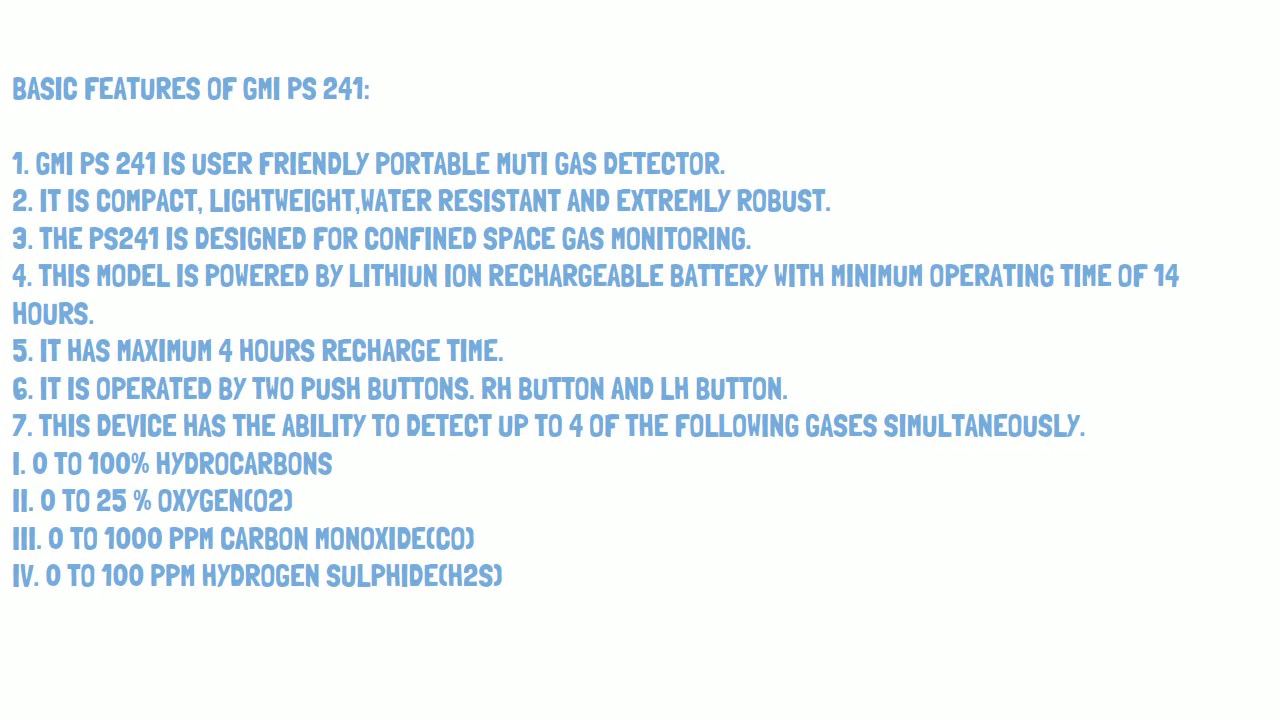 BASIC FEATURES OF GMI PS 241:
1. GMI PS 241 IS USER FRIENDLY PORTABLE MUTI GAS DETECTOR.
2. IT IS COMPACT, LIGHTWEIGHT,WATER RESISTANT AND EXTREMLY ROBUST.
3. THE PS241 IS DESIGNED FOR CONFINED SPACE GAS MONITORING.
4. THIS MODEL IS POWERED BY LITHIUN ION RECHARGEABLE BATTERY WITH MINIMUM OPERATING TIME OF 14
HOURS.
5. IT HAS MAXIMUM 4 HOURS RECHARGE TIME.
6. IT IS OPERATED BY TWO PUSH BUTTONS. RH BUTTON AND LH BUTTON.
7. THIS DEVICE HAS THE ABILITY TO DETECT UP TO 4 OF THE FOLLOWING GASES SIMULTANEOUSLY.
I. 0 TO 100% HYDROCARBONS
II. 0 TO 25 % OXYGEN(O2)
III. 0 TO 1000 PPM CARBON MONOXIDE(CO)
IV. 0 TO 100 PPM HYDROGEN SULPHIDE(H2S)